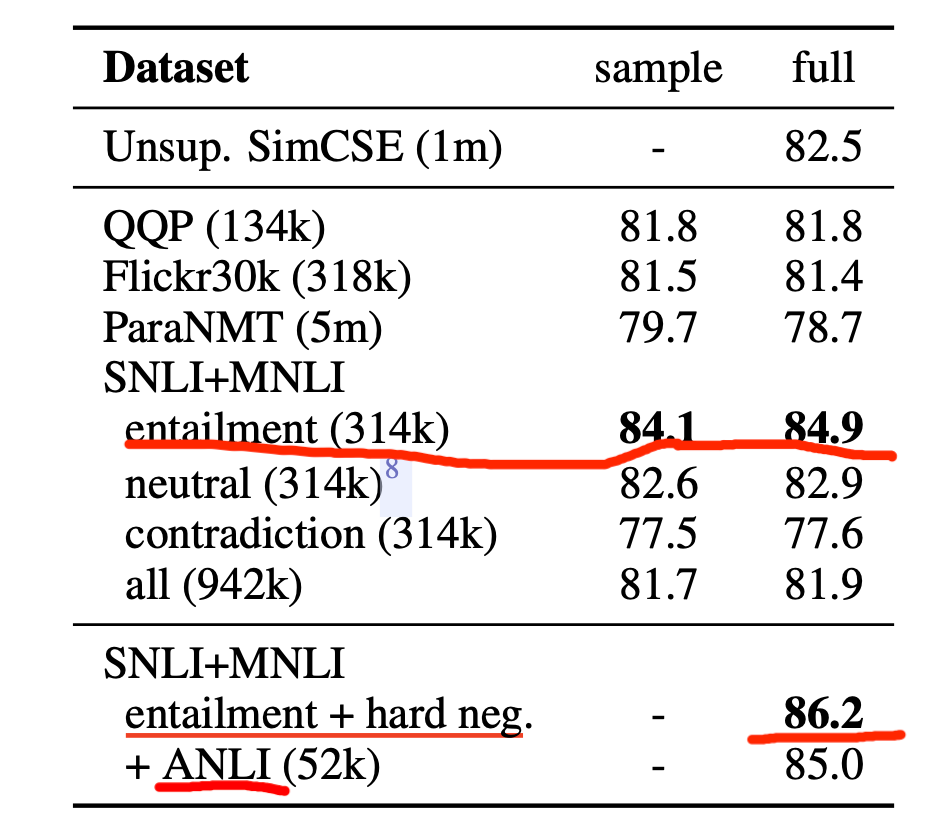 Dataset sample full
Unsup. SimCSE (1m) - 82.5
QQP (134k) 81.8 81.8
Flickr30k (318k) 81.5 81.4
ParaNMT (5m) 79.7 78.7
SNLI+MNLI
entailment (314k) 84.1 84.9
neutral (314k)8 82.6 82.9
contradiction (314k) 77.5 77.6
all (942k) 81.7 81.9
SNLI+MNLI
entailment + hard neg. - 86.2
+ ANLI (52k) - 85.0